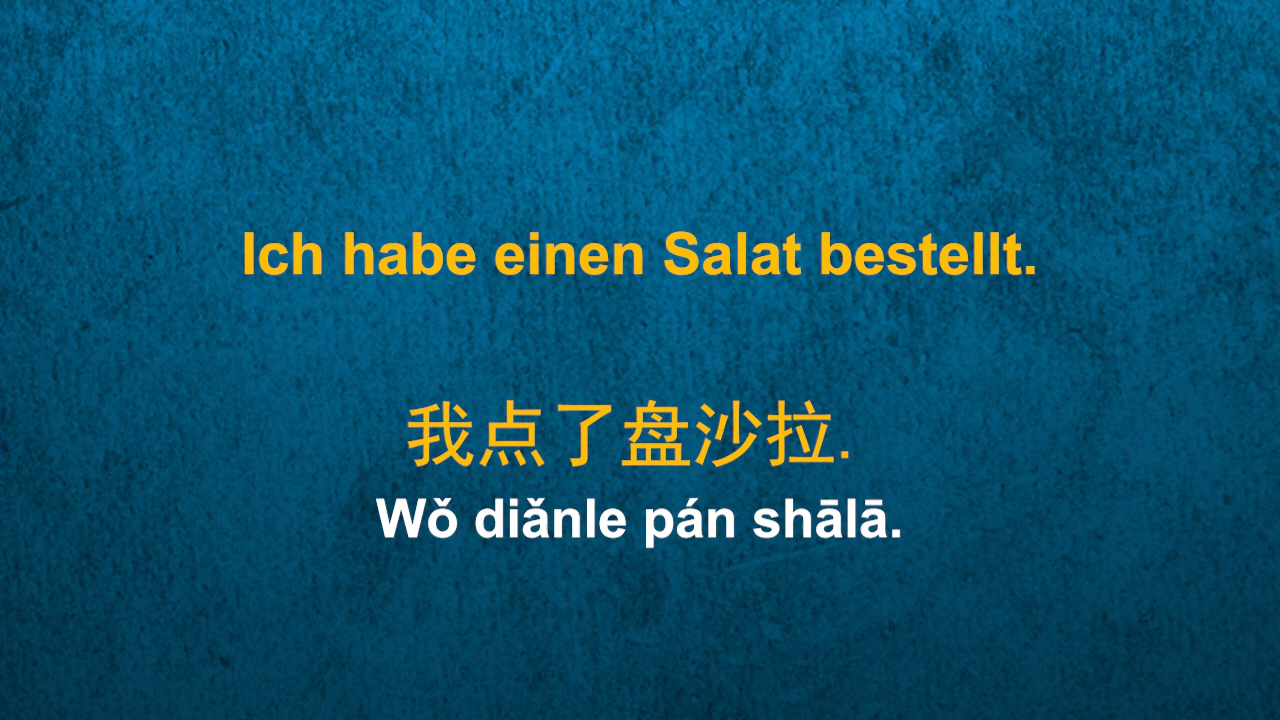 Ich habe einen Salat bestellt.
我点了盘沙拉.
Wǒ diǎnle pán shālā.